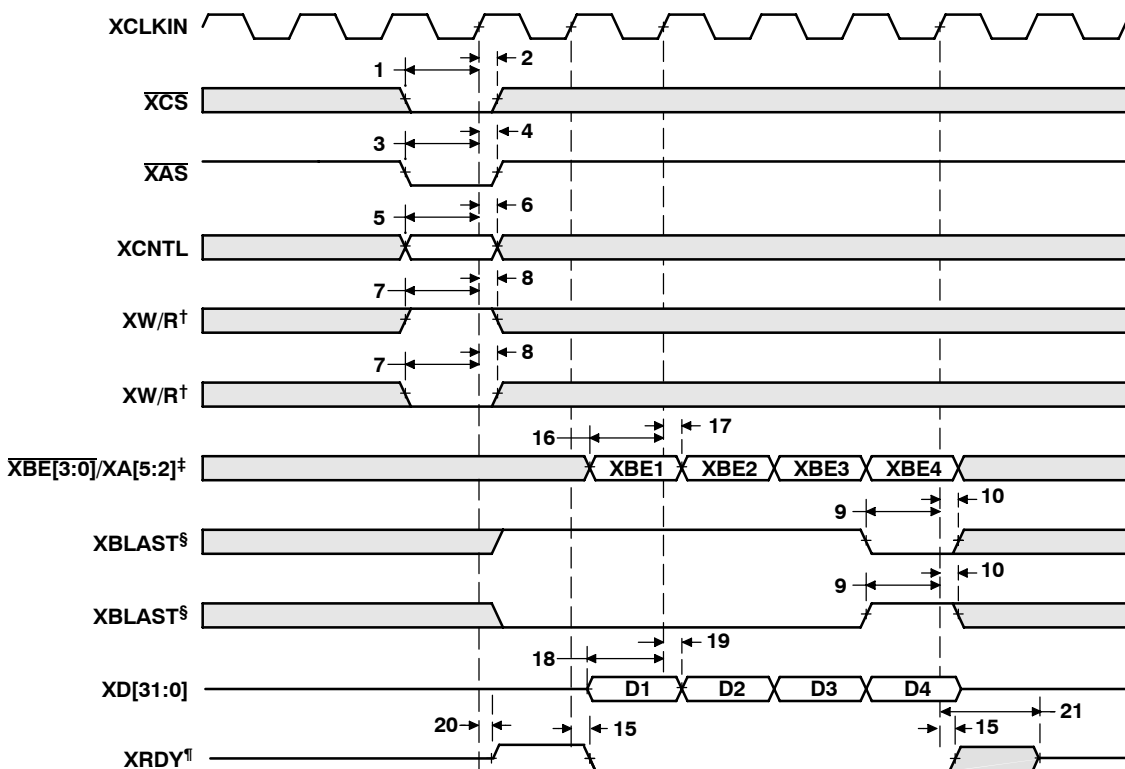 XCLKIN
1 2
XCS
3 4
XAS
5 6
XCNTL
7 8
XW/R†
7 8
XW/R†
16 17
XBE[3:0]/XA[5:2]‡ XBE1 XBE2 XBE3 XBE4
9 10
XBLAST§
9 10
XBLAST§
18 19
XD[31:0] D1 D2 D3 D4
20 15 15 21
XRDY¶